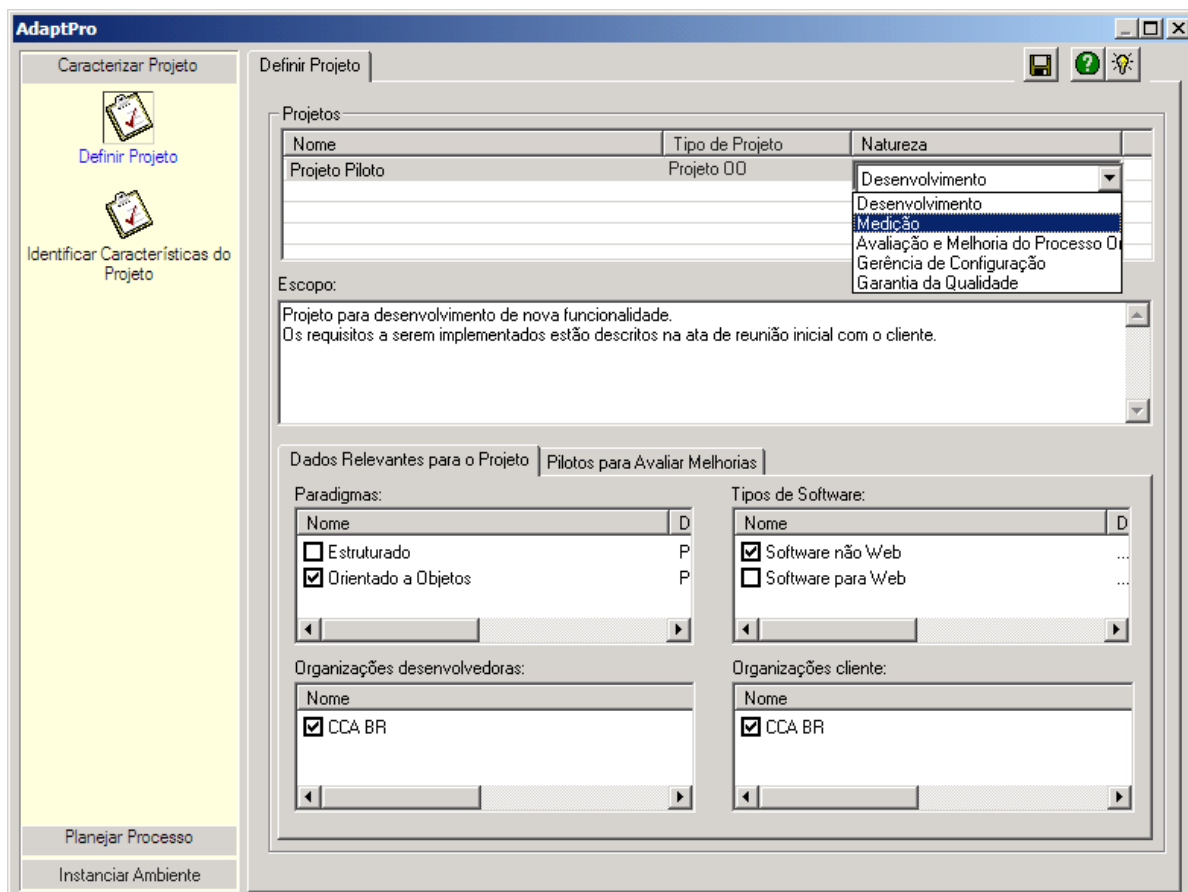 AdaptPro
Caracterizar Projeto
Definir Projeto
Identificar Características do
Projeto
Planejar Processo
Instanciar Ambiente
Definir Projeto
Projetos
Nome Tipo de Projeto Natureza
Projeto Piloto Projeto OO Desenvolvimento
Desenvolvimento
Medição
Avaliação e Melhoria do Processo O
Gerência de Configuração
Garantia da Qualidade
Escopo:
Projeto para desenvolvimento de nova funcionalidade.
Os requisitos a serem implementados estão descritos na ata de reunião inicial com o cliente.
Dados Relevantes para o Projeto Pilotos para Avaliar Melhorias
Paradigmas:
Nome D
Estruturado P
Orientado a Objetos P
Tipos de Software:
Nome D
Software não Web ...
Software para Web ...
Organizações desenvolvedoras:
Nome
CCA BR
Organizações cliente:
Nome
CCA BR